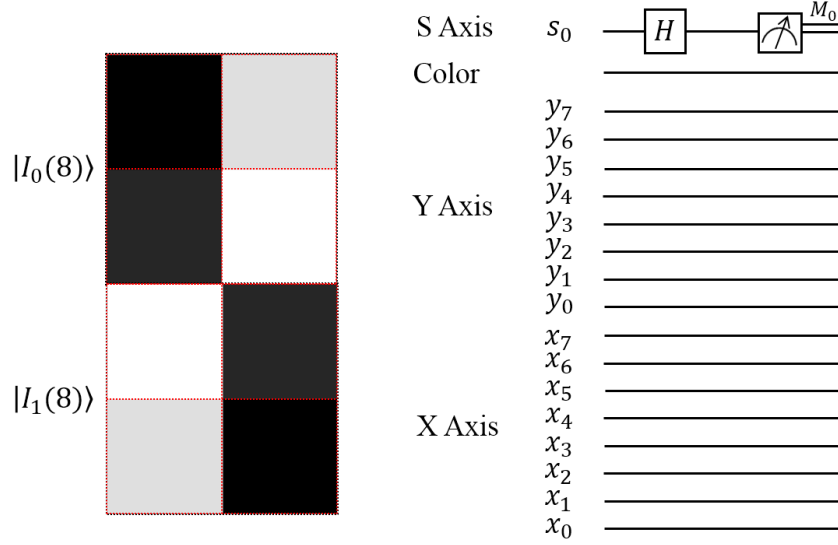 |I₀(8)⟩
|I₁(8)⟩
S Axis s₀ H M₀
Color
Y Axis
y₇
y₆
y₅
y₄
y₃
y₂
y₁
y₀
X Axis
x₇
x₆
x₅
x₄
x₃
x₂
x₁
x₀